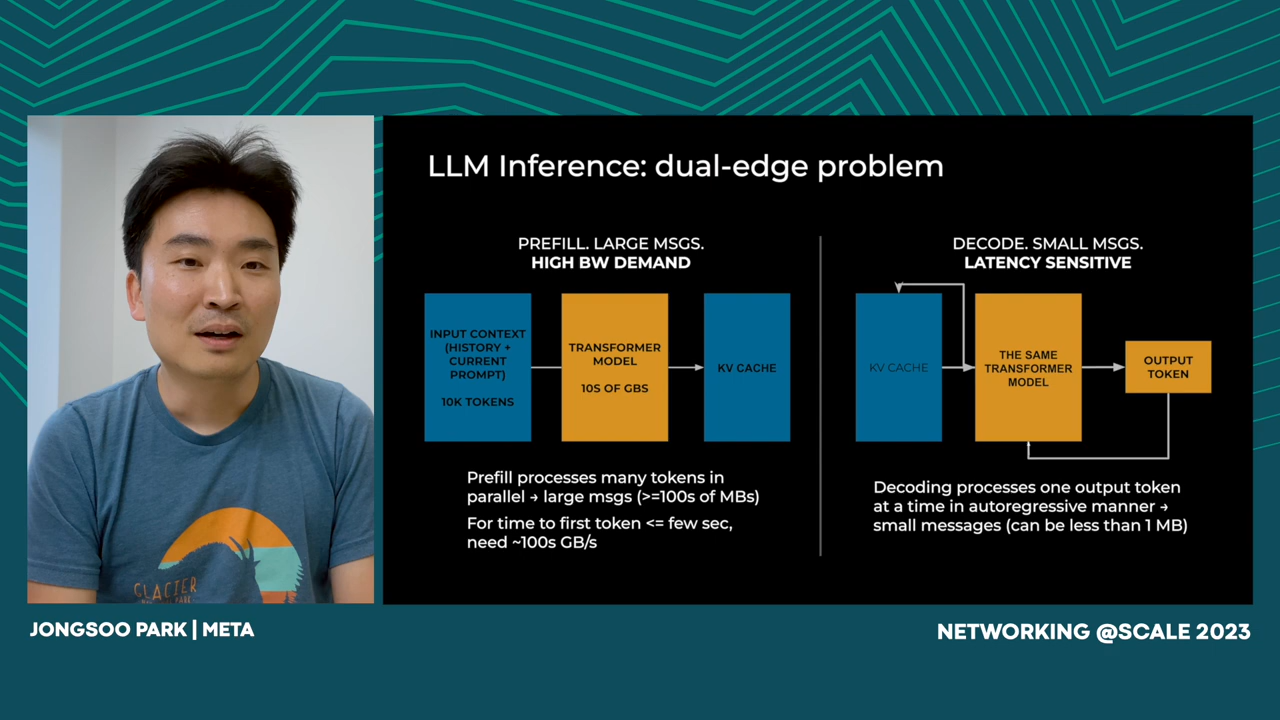 LLM Inference: dual-edge problem
PREFILL. LARGE MSGS.
HIGH BW DEMAND
INPUT CONTEXT
(HISTORY +
CURRENT
PROMPT)
10K TOKENS
TRANSFORMER
MODEL
10S OF GBS
KV CACHE
Prefill processes many tokens in
parallel → large msgs (>=100s of MBs)
For time to first token <= few sec,
need ~100s GB/s
DECODE. SMALL MSGS.
LATENCY SENSITIVE
KV CACHE
THE SAME
TRANSFORMER
MODEL
OUTPUT
TOKEN
Decoding processes one output token
at a time in autoregressive manner →
small messages (can be less than 1 MB)
GLACIER
JONGSOO PARK | META
NETWORKING @SCALE 2023